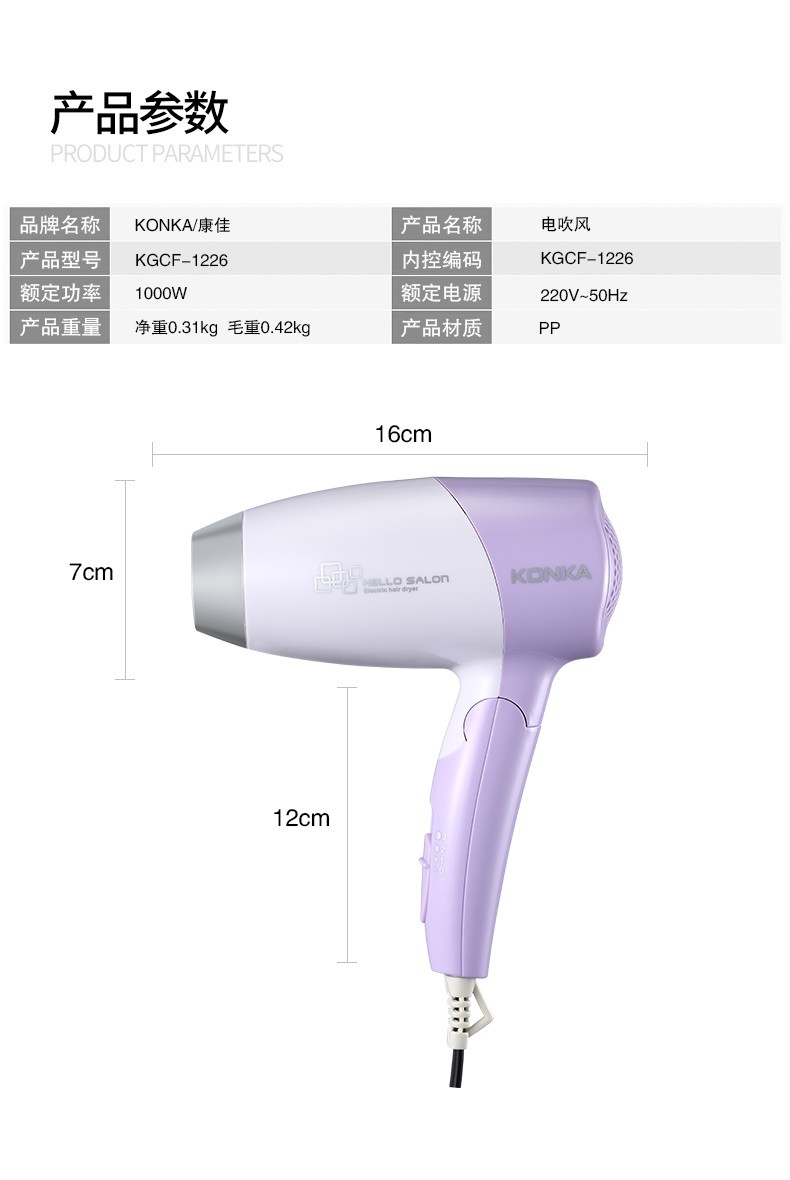 产品参数
PRODUCT PARAMETERS
品牌名称 KONKA/康佳 产品名称 电吹风
产品型号 KGCF-1226 内控编码 KGCF-1226
额定功率 1000W 额定电源 220V~50Hz
产品重量 净重0.31kg 毛重0.42kg 产品材质 PP
16cm
7cm
HELLO SALON
Electric hair dryer
KONKA
12cm